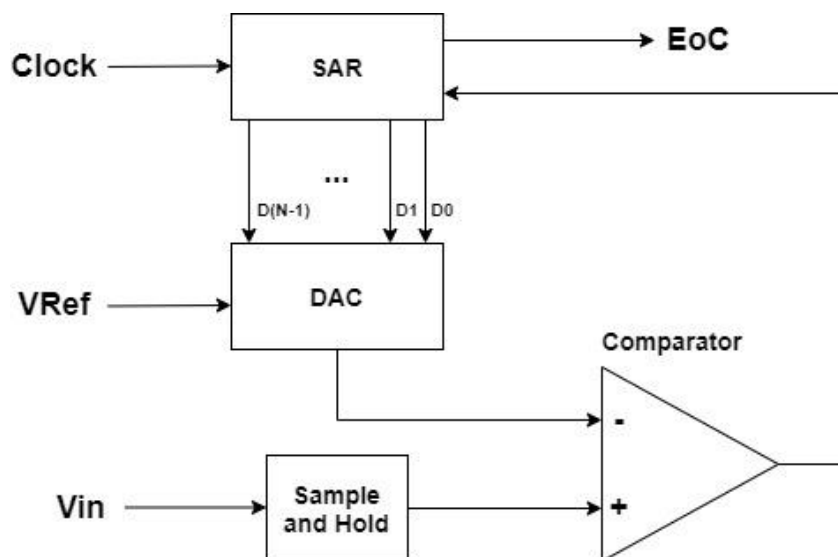 Clock
SAR
EoC
...
D(N-1)
D1
D0
VRef
DAC
Comparator
-
Vin
Sample
and Hold
+